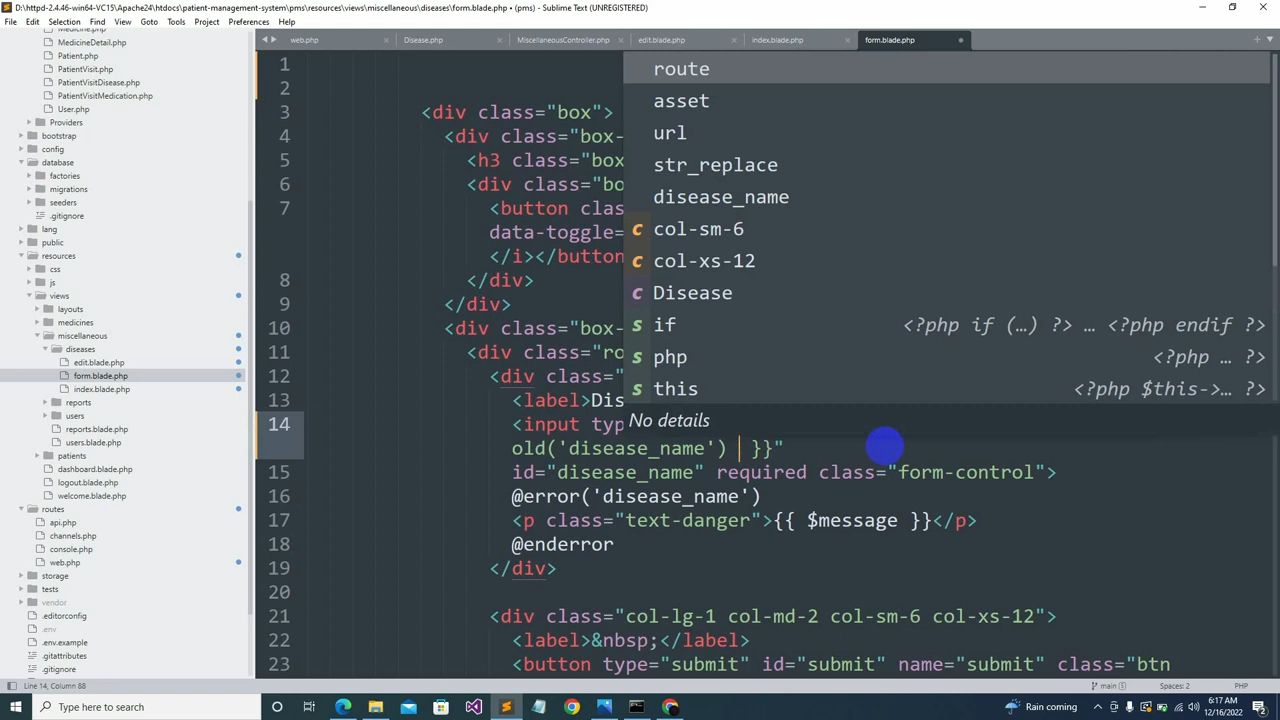 D:\httpd-2.4.46-win64-VC15\Apache24\htdocs\patient-management-system\pms\resources\views\miscellaneous\diseases\form.blade.php • (pms) - Sublime Text (UNREGISTERED)
File Edit Selection Find View Goto Tools Project Preferences Help
web.php Disease.php MiscellaneousController.php edit.blade.php index.blade.php form.blade.php
MedicineDetail.php
Patient.php
PatientVisit.php
PatientVisitDisease.php
PatientVisitMedication.php
User.php
Providers
bootstrap
config
database
factories
migrations
seeders
.gitignore
lang
public
resources
css
js
views
layouts
medicines
miscellaneous
diseases
edit.blade.php
form.blade.php
index.blade.php
reports
users
reports.blade.php
users.blade.php
patients
dashboard.blade.php
logout.blade.php
welcome.blade.php
routes
api.php
channels.php
console.php
web.php
storage
tests
vendor
.editorconfig
.env
.env.example
.gitattributes
.gitignore
1
2
3 <div class="box">
4 <div class="box-
5 <h3 class="box
6 <div class="bo
7 <button clas
data-toggle=
</i></button
8 </div>
9 </div>
10 <div class="box-
11 <div class="ro
12 <div class="
13 <label>Dis
14 <input typ
old('disease_name') }}"
15 id="disease_name" required class="form-control">
16 @error('disease_name')
17 <p class="text-danger">{{ $message }}</p>
18 @enderror
19 </div>
20
21 <div class="col-lg-1 col-md-2 col-sm-6 col-xs-12">
22 <label>&nbsp;</label>
23 <button type="submit" id="submit" name="submit" class="btn
route
asset
url
str_replace
disease_name
c col-sm-6
c col-xs-12
c Disease
s if <?php if (…) ?> … <?php endif ?>
s php <?php … ?>
s this <?php $this->… ?>
No details
Line 14, Column 88 main 5 Spaces: 2 PHP
Type here to search Rain coming 6:17 AM
12/16/2022